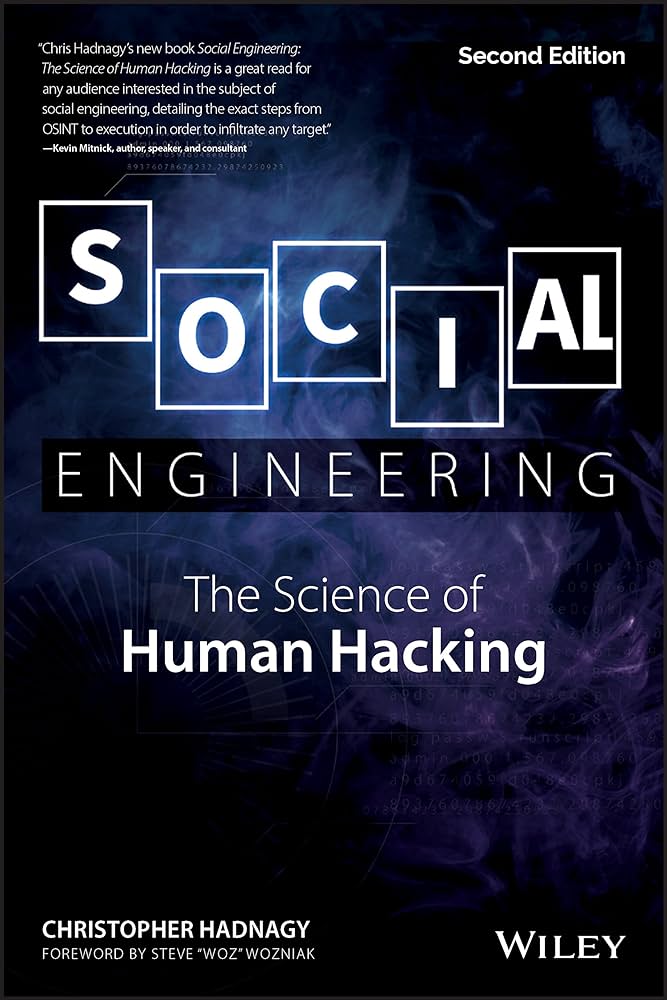 “Chris Hadnagy’s new book Social Engineering:
The Science of Human Hacking is a great read for
any audience interested in the subject of
social engineering, detailing the exact steps from
OSINT to execution in order to infiltrate any target.”
—Kevin Mitnick, author, speaker, and consultant
Second Edition
89376078674232.29874250923
SOCIAL
ENGINEERING
The Science of
Human Hacking
CHRISTOPHER HADNAGY
FOREWORD BY STEVE “WOZ” WOZNIAK
WILEY